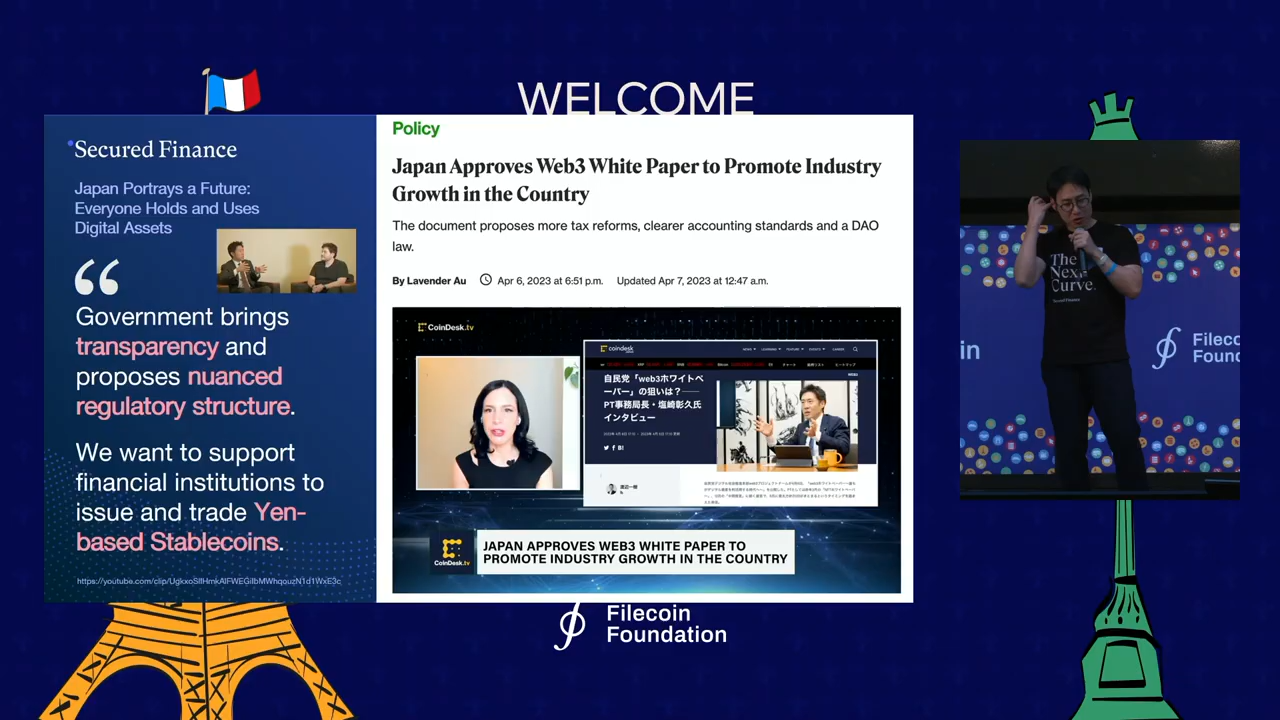 WELCOME
Secured Finance
Japan Portrays a Future:
Everyone Holds and Uses
Digital Assets
“
Government brings
transparency and
proposes nuanced
regulatory structure.
We want to support
financial institutions to
issue and trade Yen-
based Stablecoins.
Policy
Japan Approves Web3 White Paper to Promote Industry
Growth in the Country
The document proposes more tax reforms, clearer accounting standards and a DAO
law.
By Lavender Au Apr 6, 2023 at 6:51 p.m. Updated Apr 7, 2023 at 12:47 a.m.
CoinDesk.tv
coindesk
自民党「web3ホワイトペ
ーパー」の狙いは？——
PT事務局長・塩崎彰久氏
インタビュー
CoinDesk.tv
JAPAN APPROVES WEB3 WHITE PAPER TO
PROMOTE INDUSTRY GROWTH IN THE COUNTRY
The
Next
Curve.
Secured Finance
in
Filecoin
Foun
Filecoin
Foundation